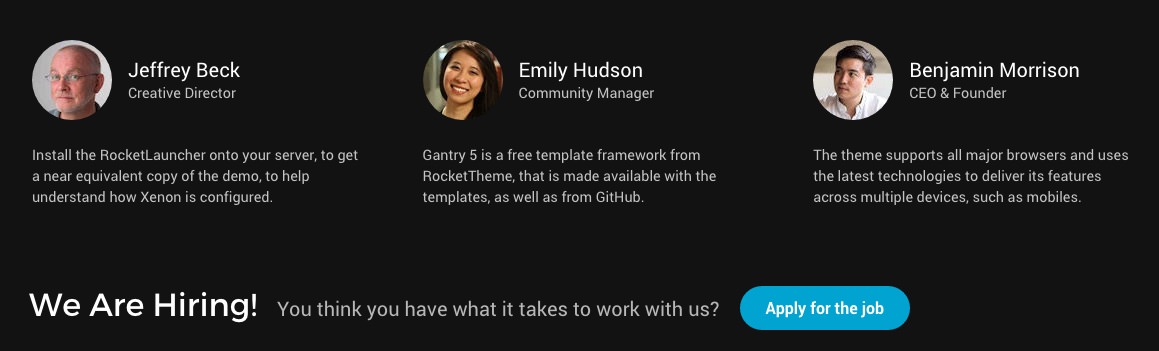 Jeffrey Beck
Creative Director
Install the RocketLauncher onto your server, to get
a near equivalent copy of the demo, to help
understand how Xenon is configured.
Emily Hudson
Community Manager
Gantry 5 is a free template framework from
RocketTheme, that is made available with the
templates, as well as from GitHub.
Benjamin Morrison
CEO & Founder
The theme supports all major browsers and uses
the latest technologies to deliver its features
across multiple devices, such as mobiles.
We Are Hiring! You think you have what it takes to work with us? Apply for the job